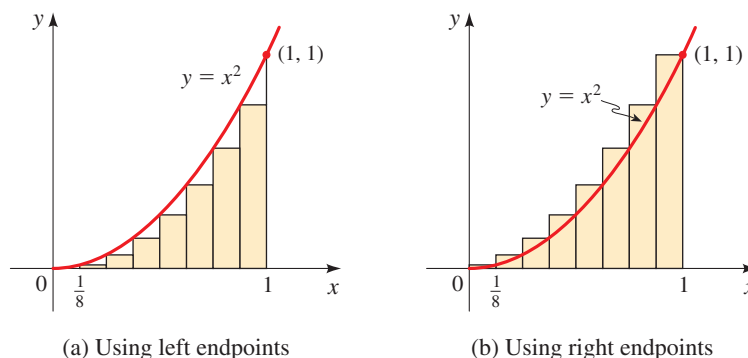 y
(1, 1)
y = x²
0
1/8
1
x
(a) Using left endpoints
y
(1, 1)
y = x²
0
1/8
1
x
(b) Using right endpoints